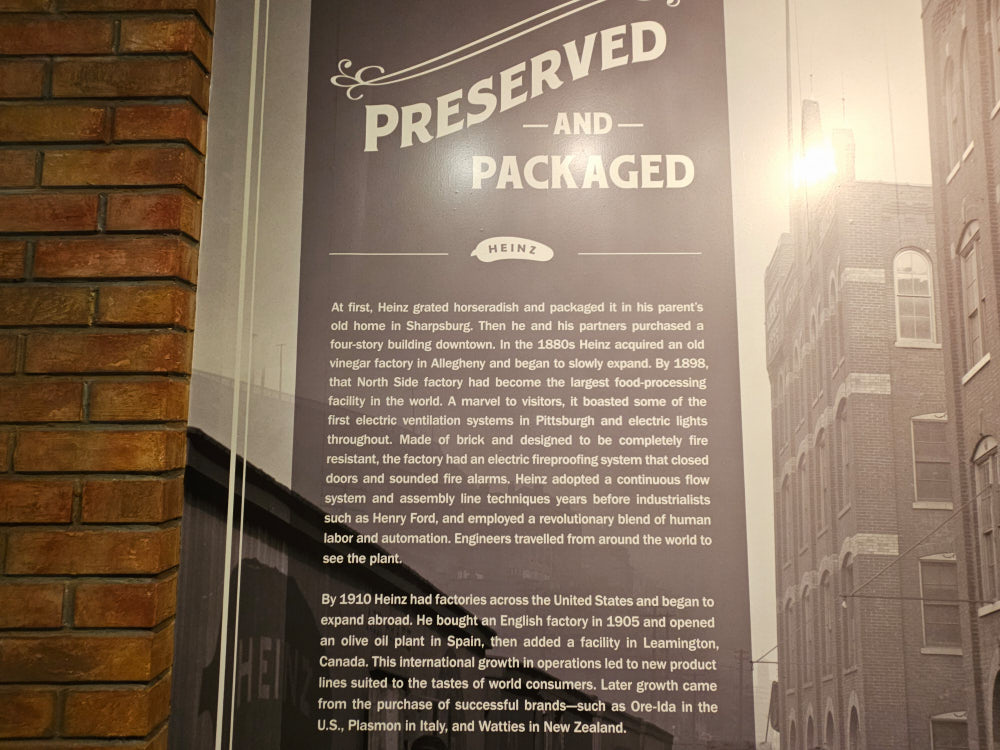 PRESERVED
—AND—
PACKAGED
HEINZ
At first, Heinz grated horseradish and packaged it in his parent's
old home in Sharpsburg. Then he and his partners purchased a
four-story building downtown. In the 1880s Heinz acquired an old
vinegar factory in Allegheny and began to slowly expand. By 1898,
that North Side factory had become the largest food-processing
facility in the world. A marvel to visitors, it boasted some of the
first electric ventilation systems in Pittsburgh and electric lights
throughout. Made of brick and designed to be completely fire
resistant, the factory had an electric fireproofing system that closed
doors and sounded fire alarms. Heinz adopted a continuous flow
system and assembly line techniques years before industrialists
such as Henry Ford, and employed a revolutionary blend of human
labor and automation. Engineers travelled from around the world to
see the plant.
By 1910 Heinz had factories across the United States and began to
expand abroad. He bought an English factory in 1905 and opened
an olive oil plant in Spain, then added a facility in Leamington,
Canada. This international growth in operations led to new product
lines suited to the tastes of world consumers. Later growth came
from the purchase of successful brands—such as Ore-Ida in the
U.S., Plasmon in Italy, and Watties in New Zealand.
HEINZ